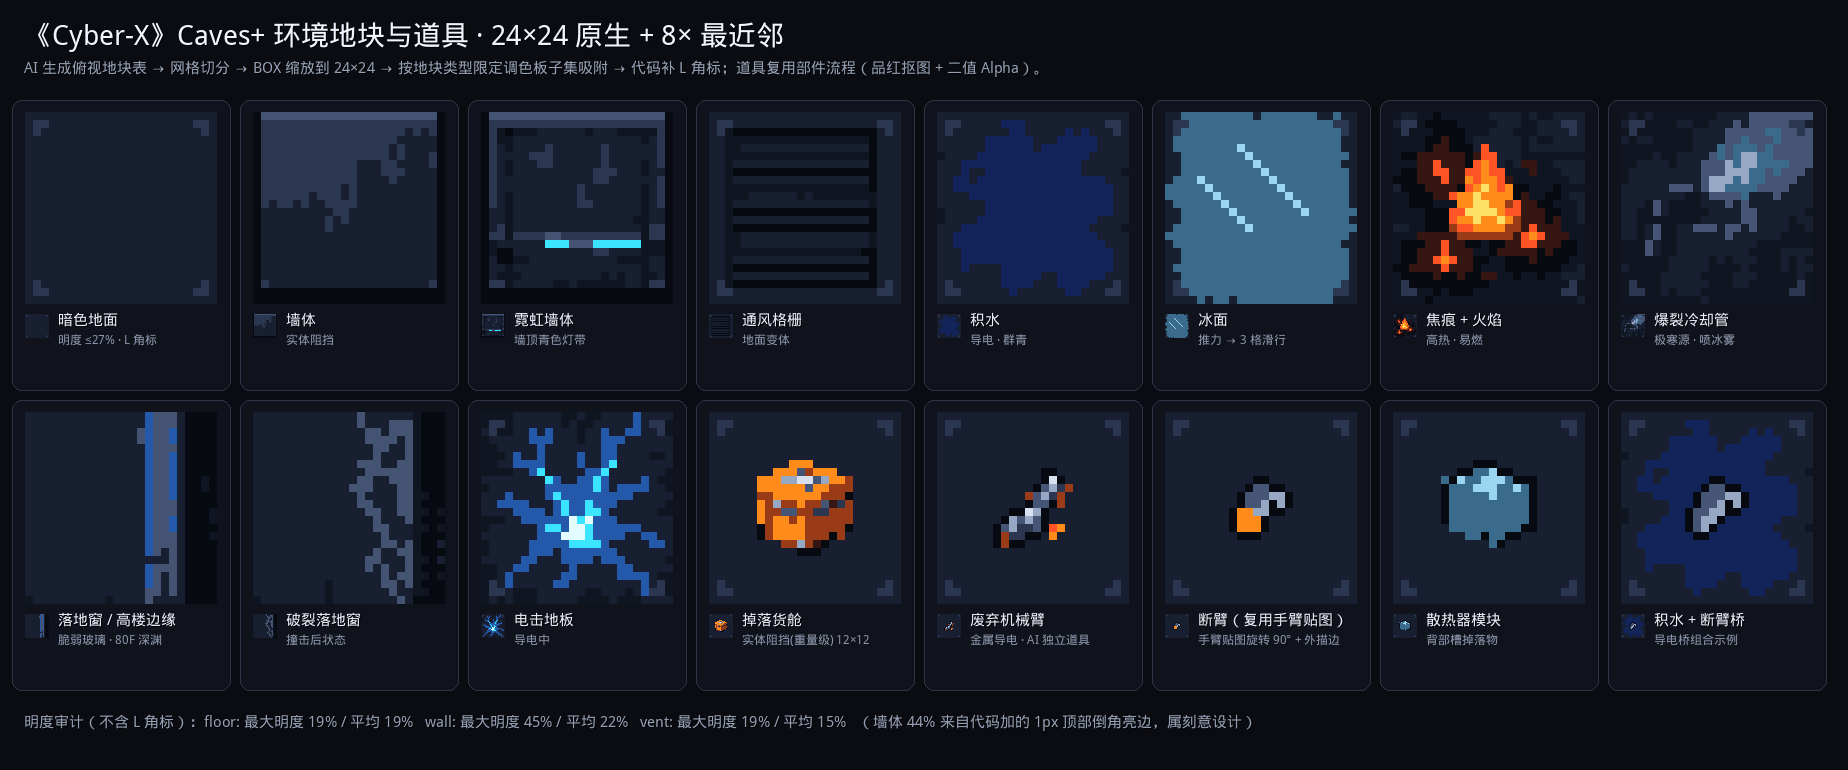 《Cyber-X》Caves+ 环境地块与道具 · 24×24 原生 + 8× 最近邻
AI 生成俯视地块表 → 网格切分 → BOX 缩放到 24×24 → 按地块类型限定调色板子集吸附 → 代码补 L 角标；道具复用部件流程（品红抠图 + 二值 Alpha）。
暗色地面
明度 ≤27% · L 角标
墙体
实体阻挡
霓虹墙体
墙顶青色灯带
通风格栅
地面变体
积水
导电 · 群青
冰面
推力 → 3 格滑行
焦痕 + 火焰
高热 · 易燃
爆裂冷却管
极寒源 · 喷冰雾
落地窗 / 高楼边缘
脆弱玻璃 · 80F 深渊
破裂落地窗
撞击后状态
电击地板
导电中
掉落货舱
实体阻挡(重量级) 12×12
废弃机械臂
金属导电 · AI 独立道具
断臂（复用手臂贴图）
手臂贴图旋转 90° + 外描边
散热器模块
背部槽掉落物
积水 + 断臂桥
导电桥组合示例
明度审计（不含 L 角标）: floor: 最大明度 19% / 平均 19% wall: 最大明度 45% / 平均 22% vent: 最大明度 19% / 平均 15% （墙体 44% 来自代码加的 1px 顶部倒角亮边，属刻意设计）